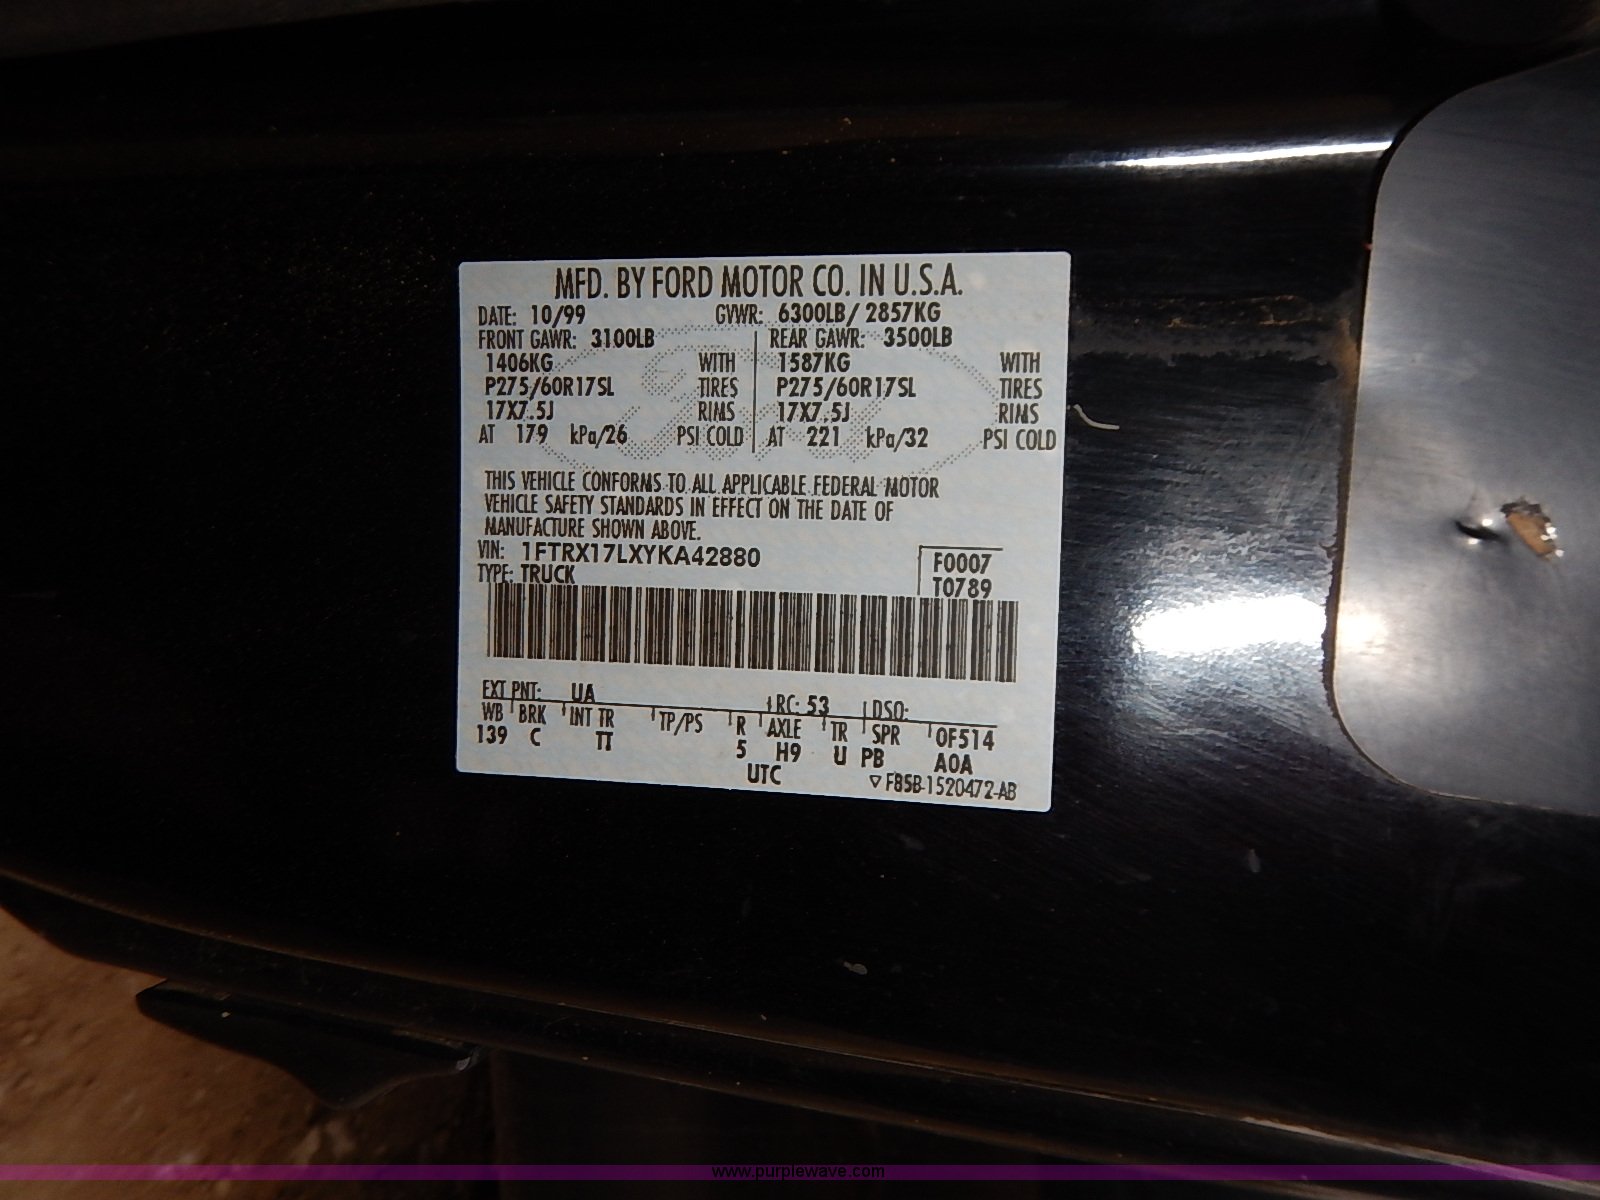 MFD. BY FORD MOTOR CO. IN U.S.A.
DATE: 10/99 GVWR: 6300LB/ 2857KG
FRONT GAWR: 3100LB REAR GAWR: 3500LB
1406KG WITH 1587KG WITH
P275/60R17SL TIRES P275/60R17SL TIRES
17X7.5J RIMS 17X7.5J RIMS
AT 179 kPa/26 PSI COLD AT 221 kPa/32 PSI COLD
THIS VEHICLE CONFORMS TO ALL APPLICABLE FEDERAL MOTOR
VEHICLE SAFETY STANDARDS IN EFFECT ON THE DATE OF
MANUFACTURE SHOWN ABOVE.
VIN: 1FTRX17LXYKA42880 F0007
TYPE: TRUCK T0789
EXT PNT: UA RC: 53 DSO:
WB BRK INT TR TP/PS R AXLE TR SPR 0F514
139 C TT 5 H9 U PB A0A
UTC F85B-1520472-AB
www.purplewave.com